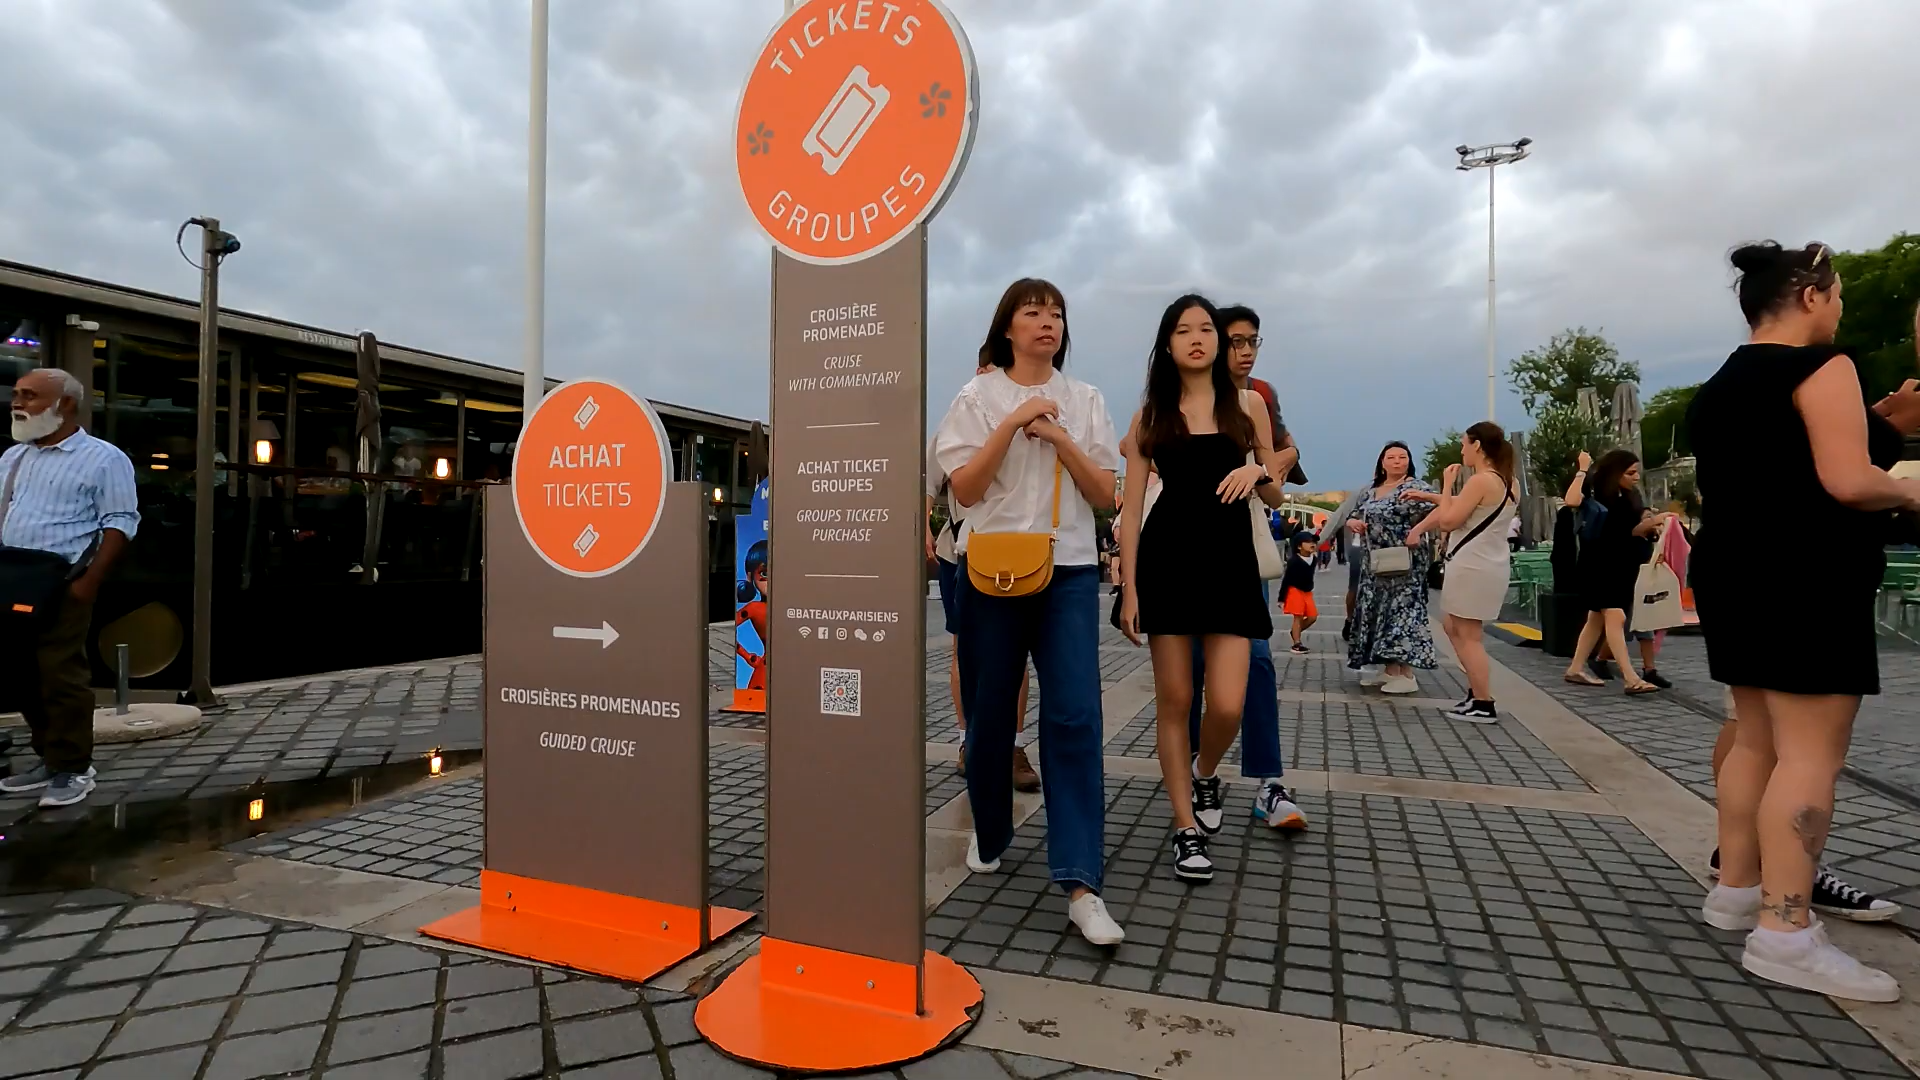 TICKETS
GROUPES
CROISIÈRE
PROMENADE
CRUISE
WITH COMMENTARY
ACHAT TICKET
GROUPES
GROUPS TICKETS
PURCHASE
@BATEAUXPARISIENS
ACHAT
TICKETS
CROISIÈRES PROMENADES
GUIDED CRUISE
RESTAURANT